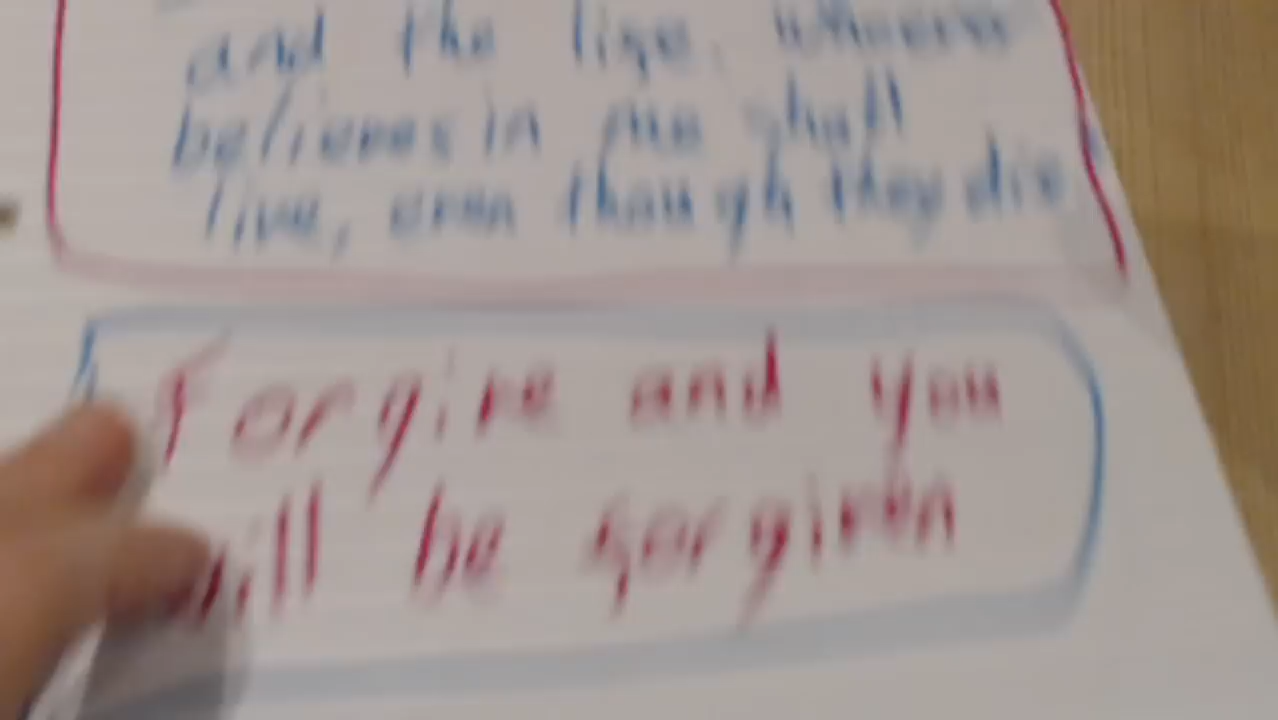 and the life. whoever
believes in me shall
live, even though they die
Forgive and you
will be forgiven